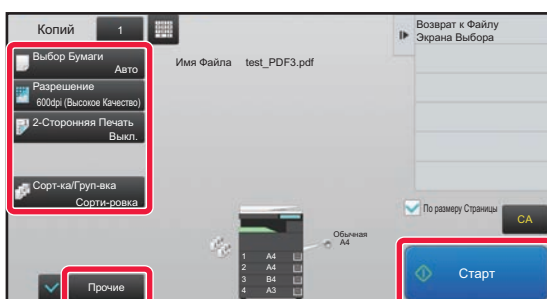 Копий 1
Возврат к Файлу
Экрана Выбора
Выбор Бумаги
Авто
Имя Файла test_PDF3.pdf
Разрешение
600dpi (Высокое Качество)
2-Сторонняя Печать
Выкл.
Сорт-ка/Груп-вка
Сорти-ровка
По размеру Страницы
CA
Обычная
A4
1 A4
2 A4
3 B4
4 A3
Прочие
Старт